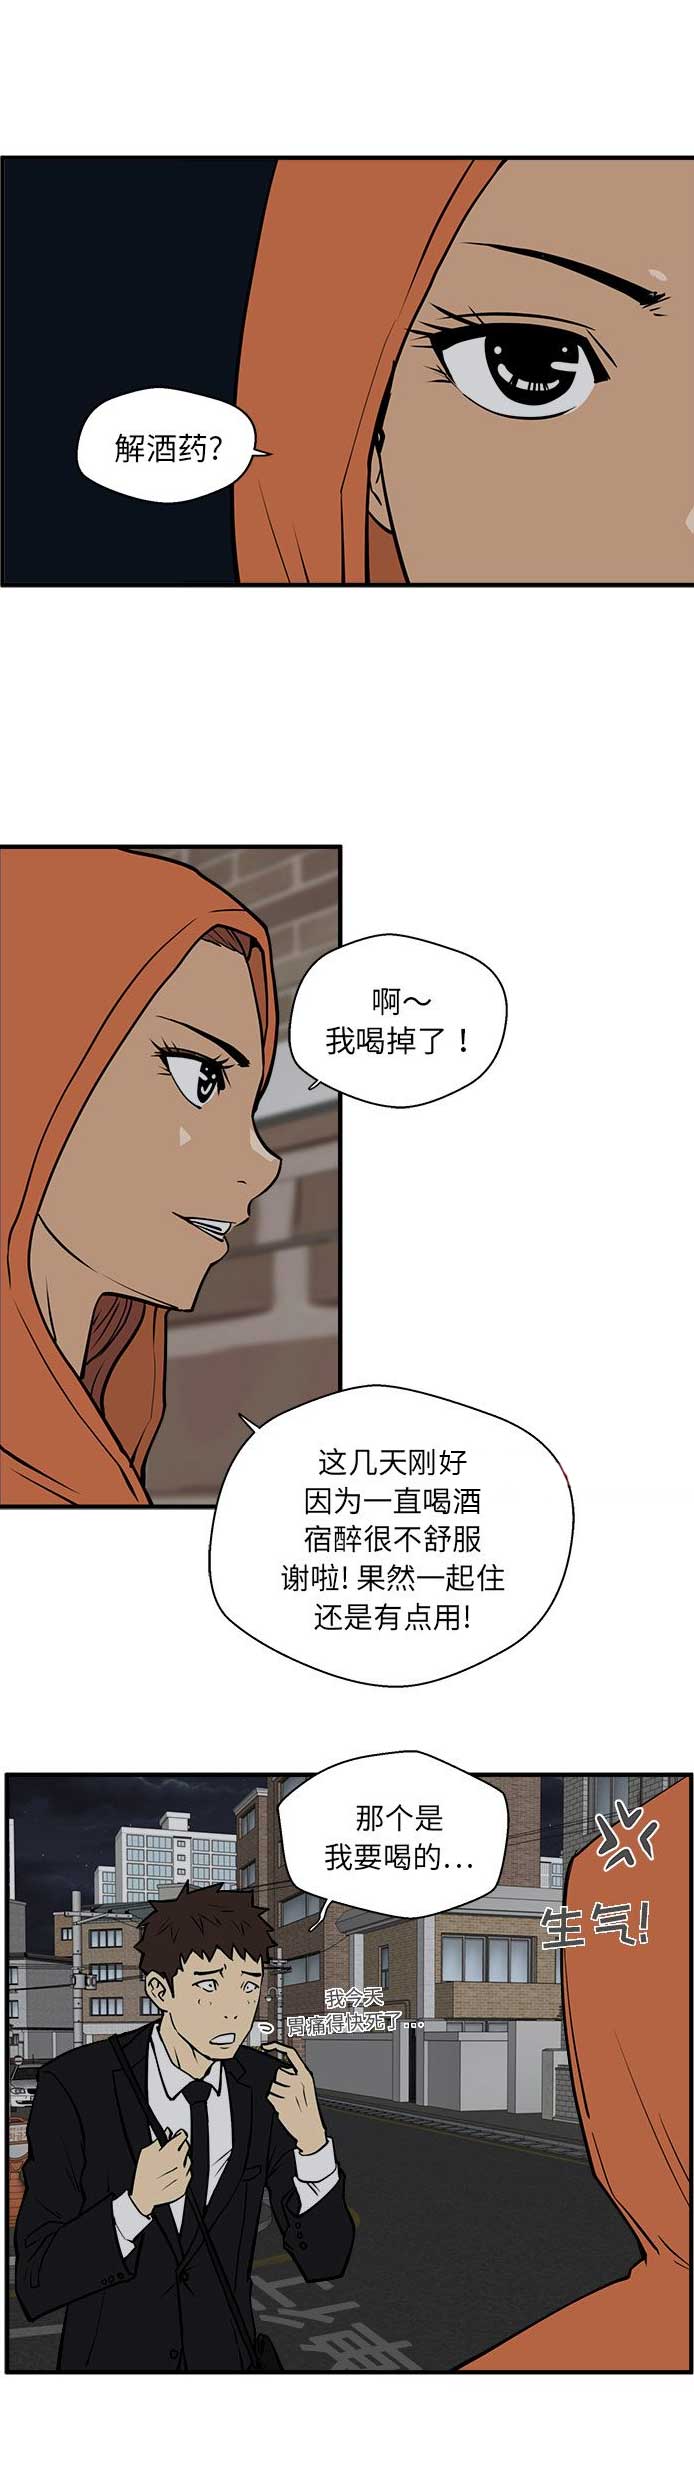 解酒药?
啊～
我喝掉了！
这几天刚好
因为一直喝酒
宿醉很不舒服
谢啦! 果然一起住
还是有点用!
那个是
我要喝的...
生气!
我今天
胃痛得快死了...